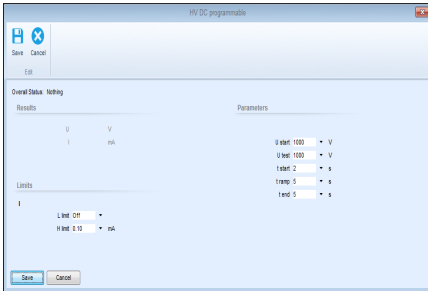 HV DC programmable
Save Cancel
Edit
Overall Status: Nothing
Results
U V
I mA
Limits
I
L limit Off
H limit 0.10 mA
Parameters
U start 1000 V
U test 1000 V
t start 2 s
t ramp 5 s
t end 5 s
Save Cancel